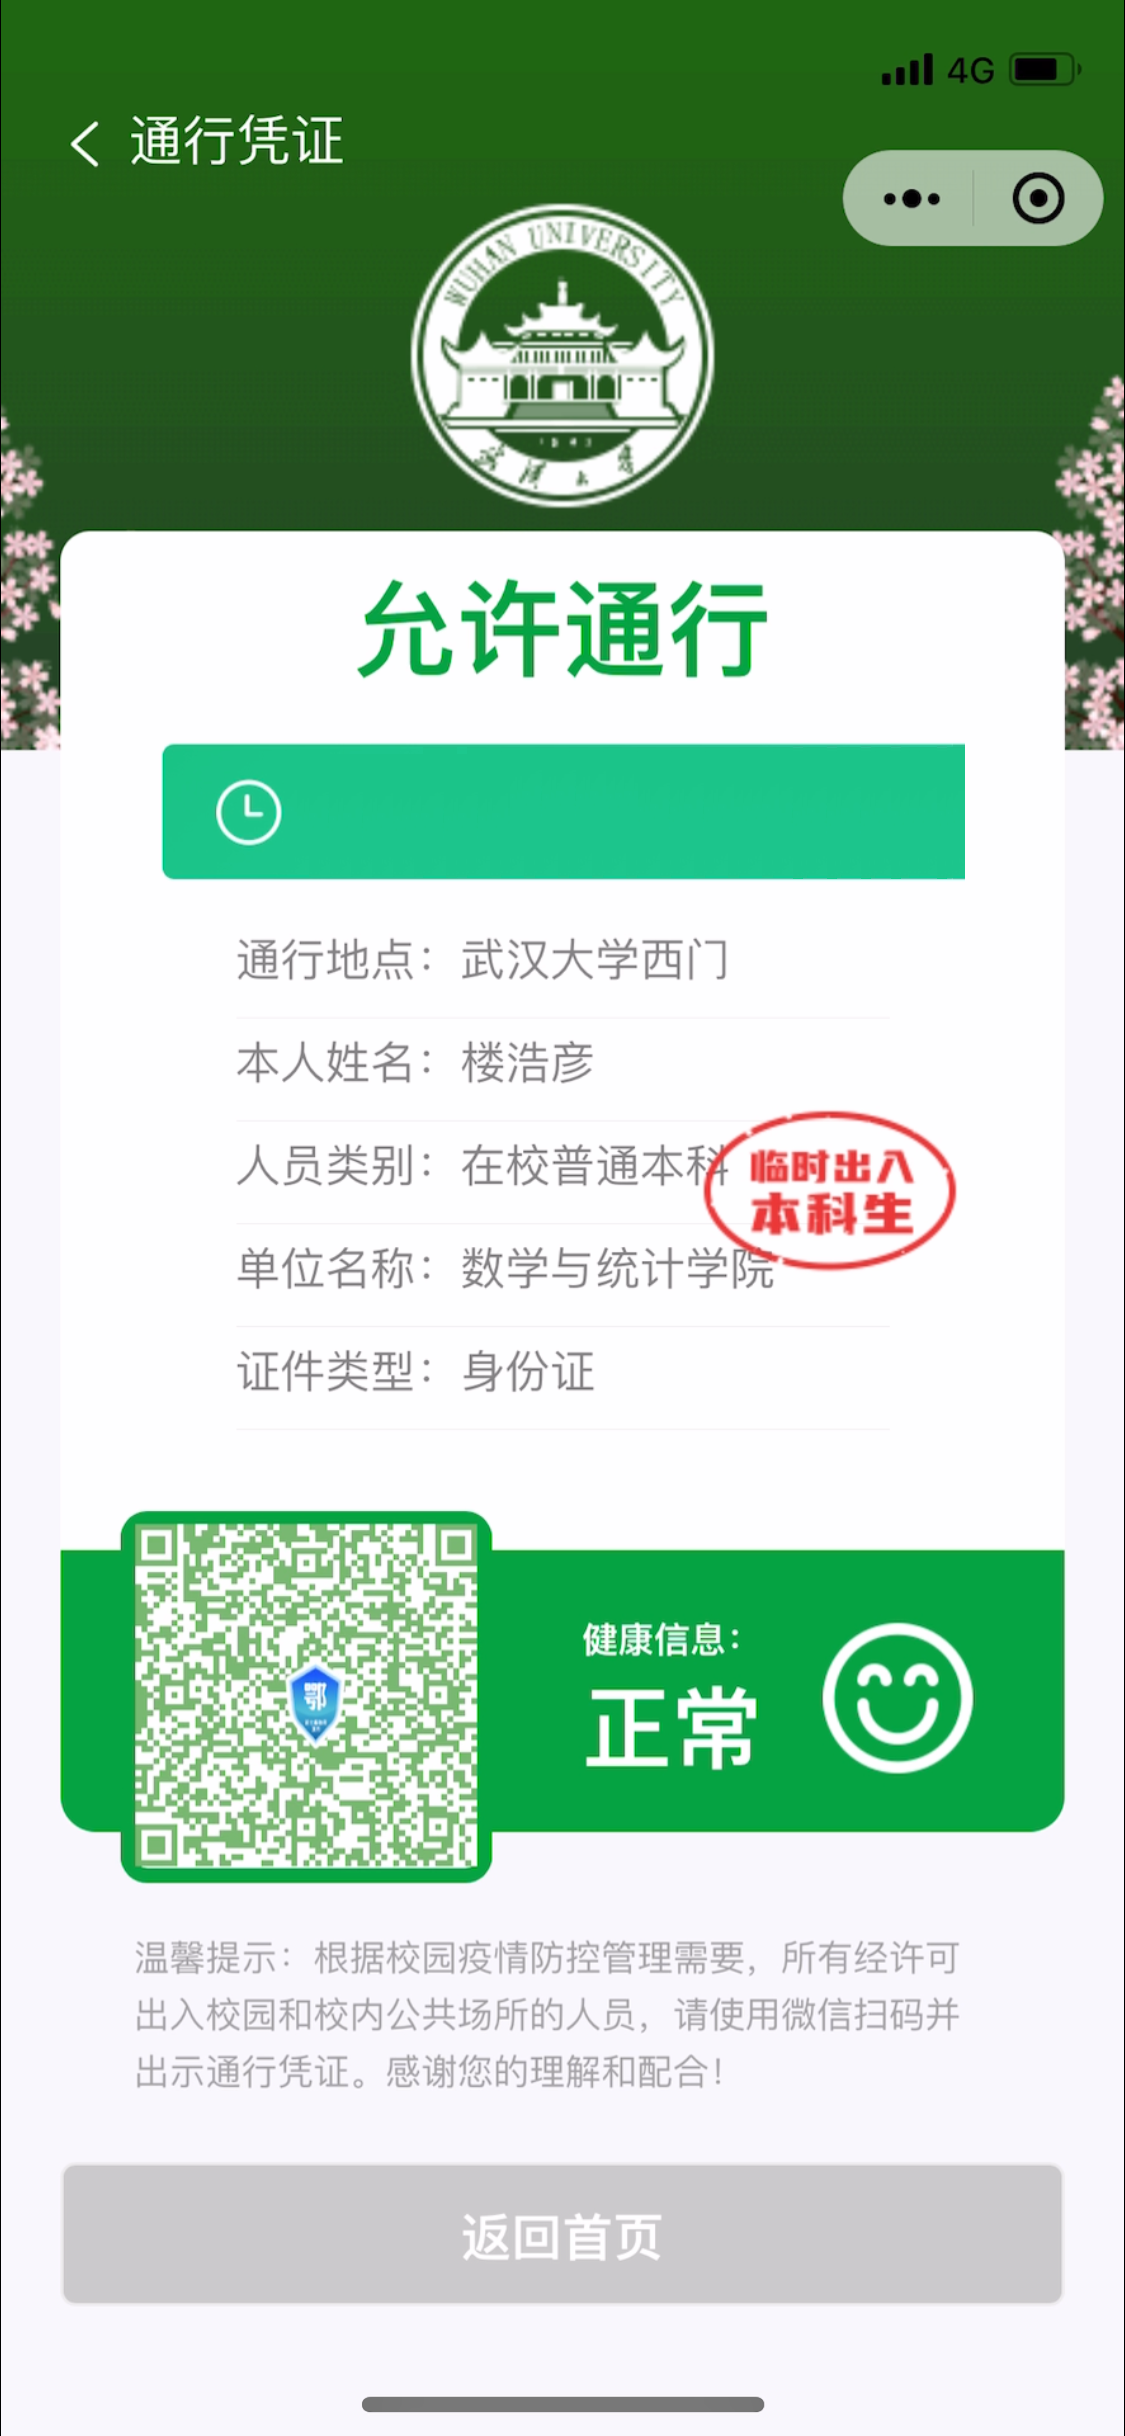 4G
通行凭证
WUHAN UNIVERSITY
1893
武汉大学
允许通行
通行地点：武汉大学西门
本人姓名：楼浩彦
人员类别：在校普通本科
临时出入
本科生
单位名称：数学与统计学院
证件类型：身份证
鄂
健康信息：
正常
温馨提示：根据校园疫情防控管理需要，所有经许可
出入校园和校内公共场所的人员，请使用微信扫码并
出示通行凭证。感谢您的理解和配合！
返回首页